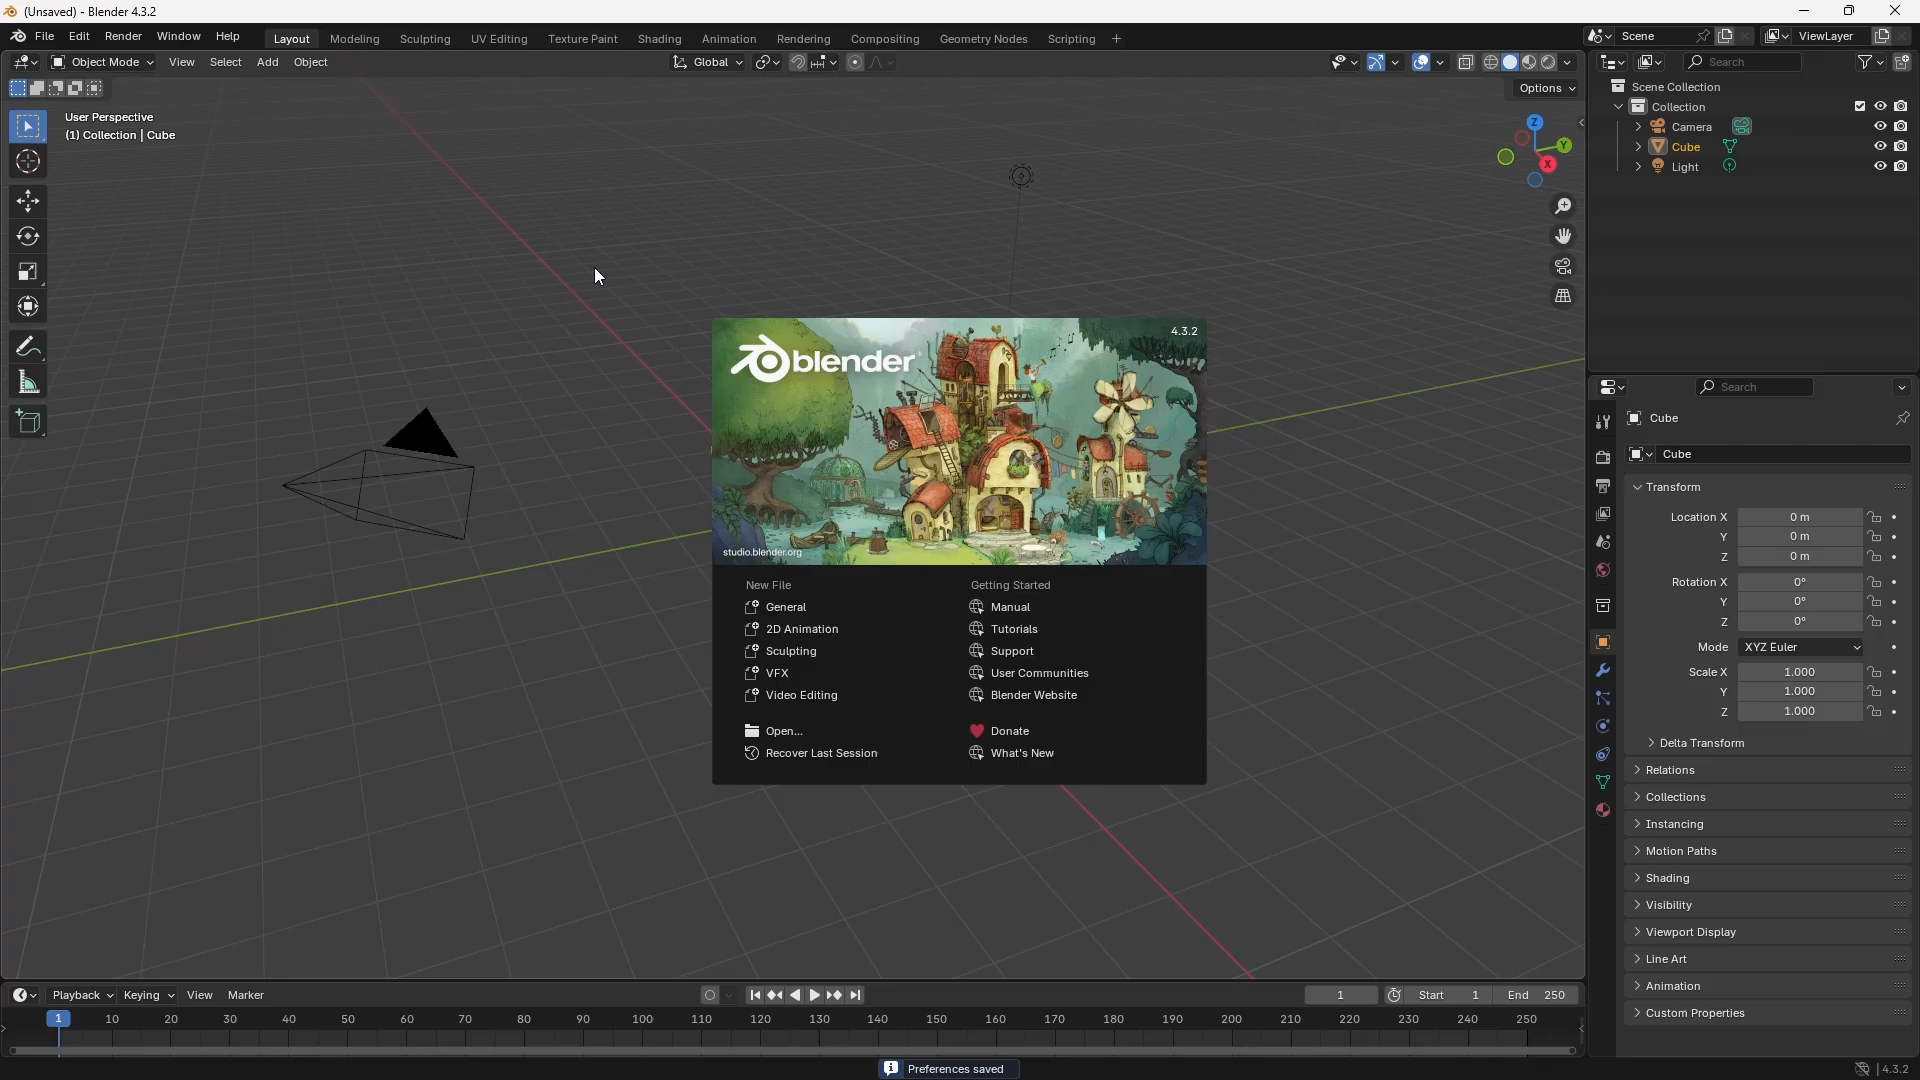 (Unsaved) - Blender 4.3.2
File Edit Render Window Help Layout Modeling Sculpting UV Editing Texture Paint Shading Animation Rendering Compositing Geometry Nodes Scripting + Scene ViewLayer
Object Mode View Select Add Object Global Search
Options
User Perspective
(1) Collection | Cube
Z
Y
X
Scene Collection
Collection
Camera
Cube
Light
Search
Cube
Cube
Transform
Location X 0 m
Y 0 m
Z 0 m
Rotation X 0°
Y 0°
Z 0°
Mode XYZ Euler
Scale X 1.000
Y 1.000
Z 1.000
Delta Transform
Relations
Collections
Instancing
Motion Paths
Shading
Visibility
Viewport Display
Line Art
Animation
Custom Properties
4.3.2
blender
studio.blender.org
New File
General
2D Animation
Sculpting
VFX
Video Editing
Open...
Recover Last Session
Getting Started
Manual
Tutorials
Support
User Communities
Blender Website
Donate
What's New
Playback Keying View Marker 1 Start 1 End 250
1 10 20 30 40 50 60 70 80 90 100 110 120 130 140 150 160 170 180 190 200 210 220 230 240 250
Preferences saved
4.3.2